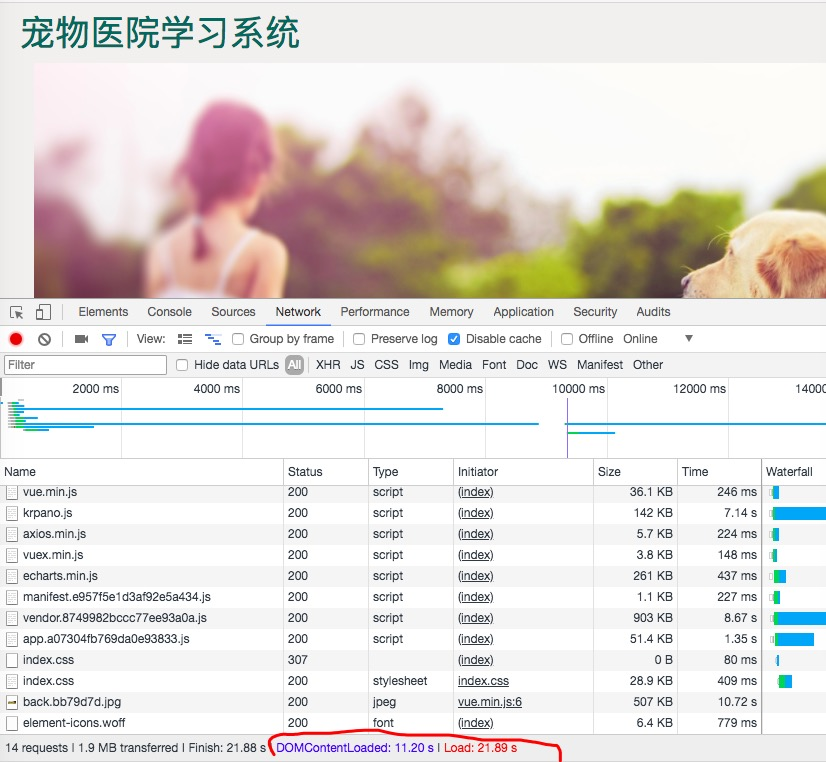 宠物医院学习系统
Elements Console Sources Network Performance Memory Application Security Audits
View: Group by frame Preserve log Disable cache Offline Online ▼
Filter Hide data URLs All XHR JS CSS Img Media Font Doc WS Manifest Other
2000 ms 4000 ms 6000 ms 8000 ms 10000 ms 12000 ms 14000
Name Status Type Initiator Size Time Waterfall
vue.min.js 200 script (index) 36.1 KB 246 ms
krpano.js 200 script (index) 142 KB 7.14 s
axios.min.js 200 script (index) 5.7 KB 224 ms
vuex.min.js 200 script (index) 3.8 KB 148 ms
echarts.min.js 200 script (index) 261 KB 437 ms
manifest.e957f5e1d3af92e5a434.js 200 script (index) 1.1 KB 227 ms
vendor.8749982bccc77ee93a0a.js 200 script (index) 903 KB 8.67 s
app.a07304fb769da0e93833.js 200 script (index) 51.4 KB 1.35 s
index.css 307 (index) 0 B 80 ms
index.css 200 stylesheet index.css 28.9 KB 409 ms
back.bb79d7d.jpg 200 jpeg vue.min.js:6 507 KB 10.72 s
element-icons.woff 200 font (index) 6.4 KB 779 ms
14 requests | 1.9 MB transferred | Finish: 21.88 s | DOMContentLoaded: 11.20 s | Load: 21.89 s